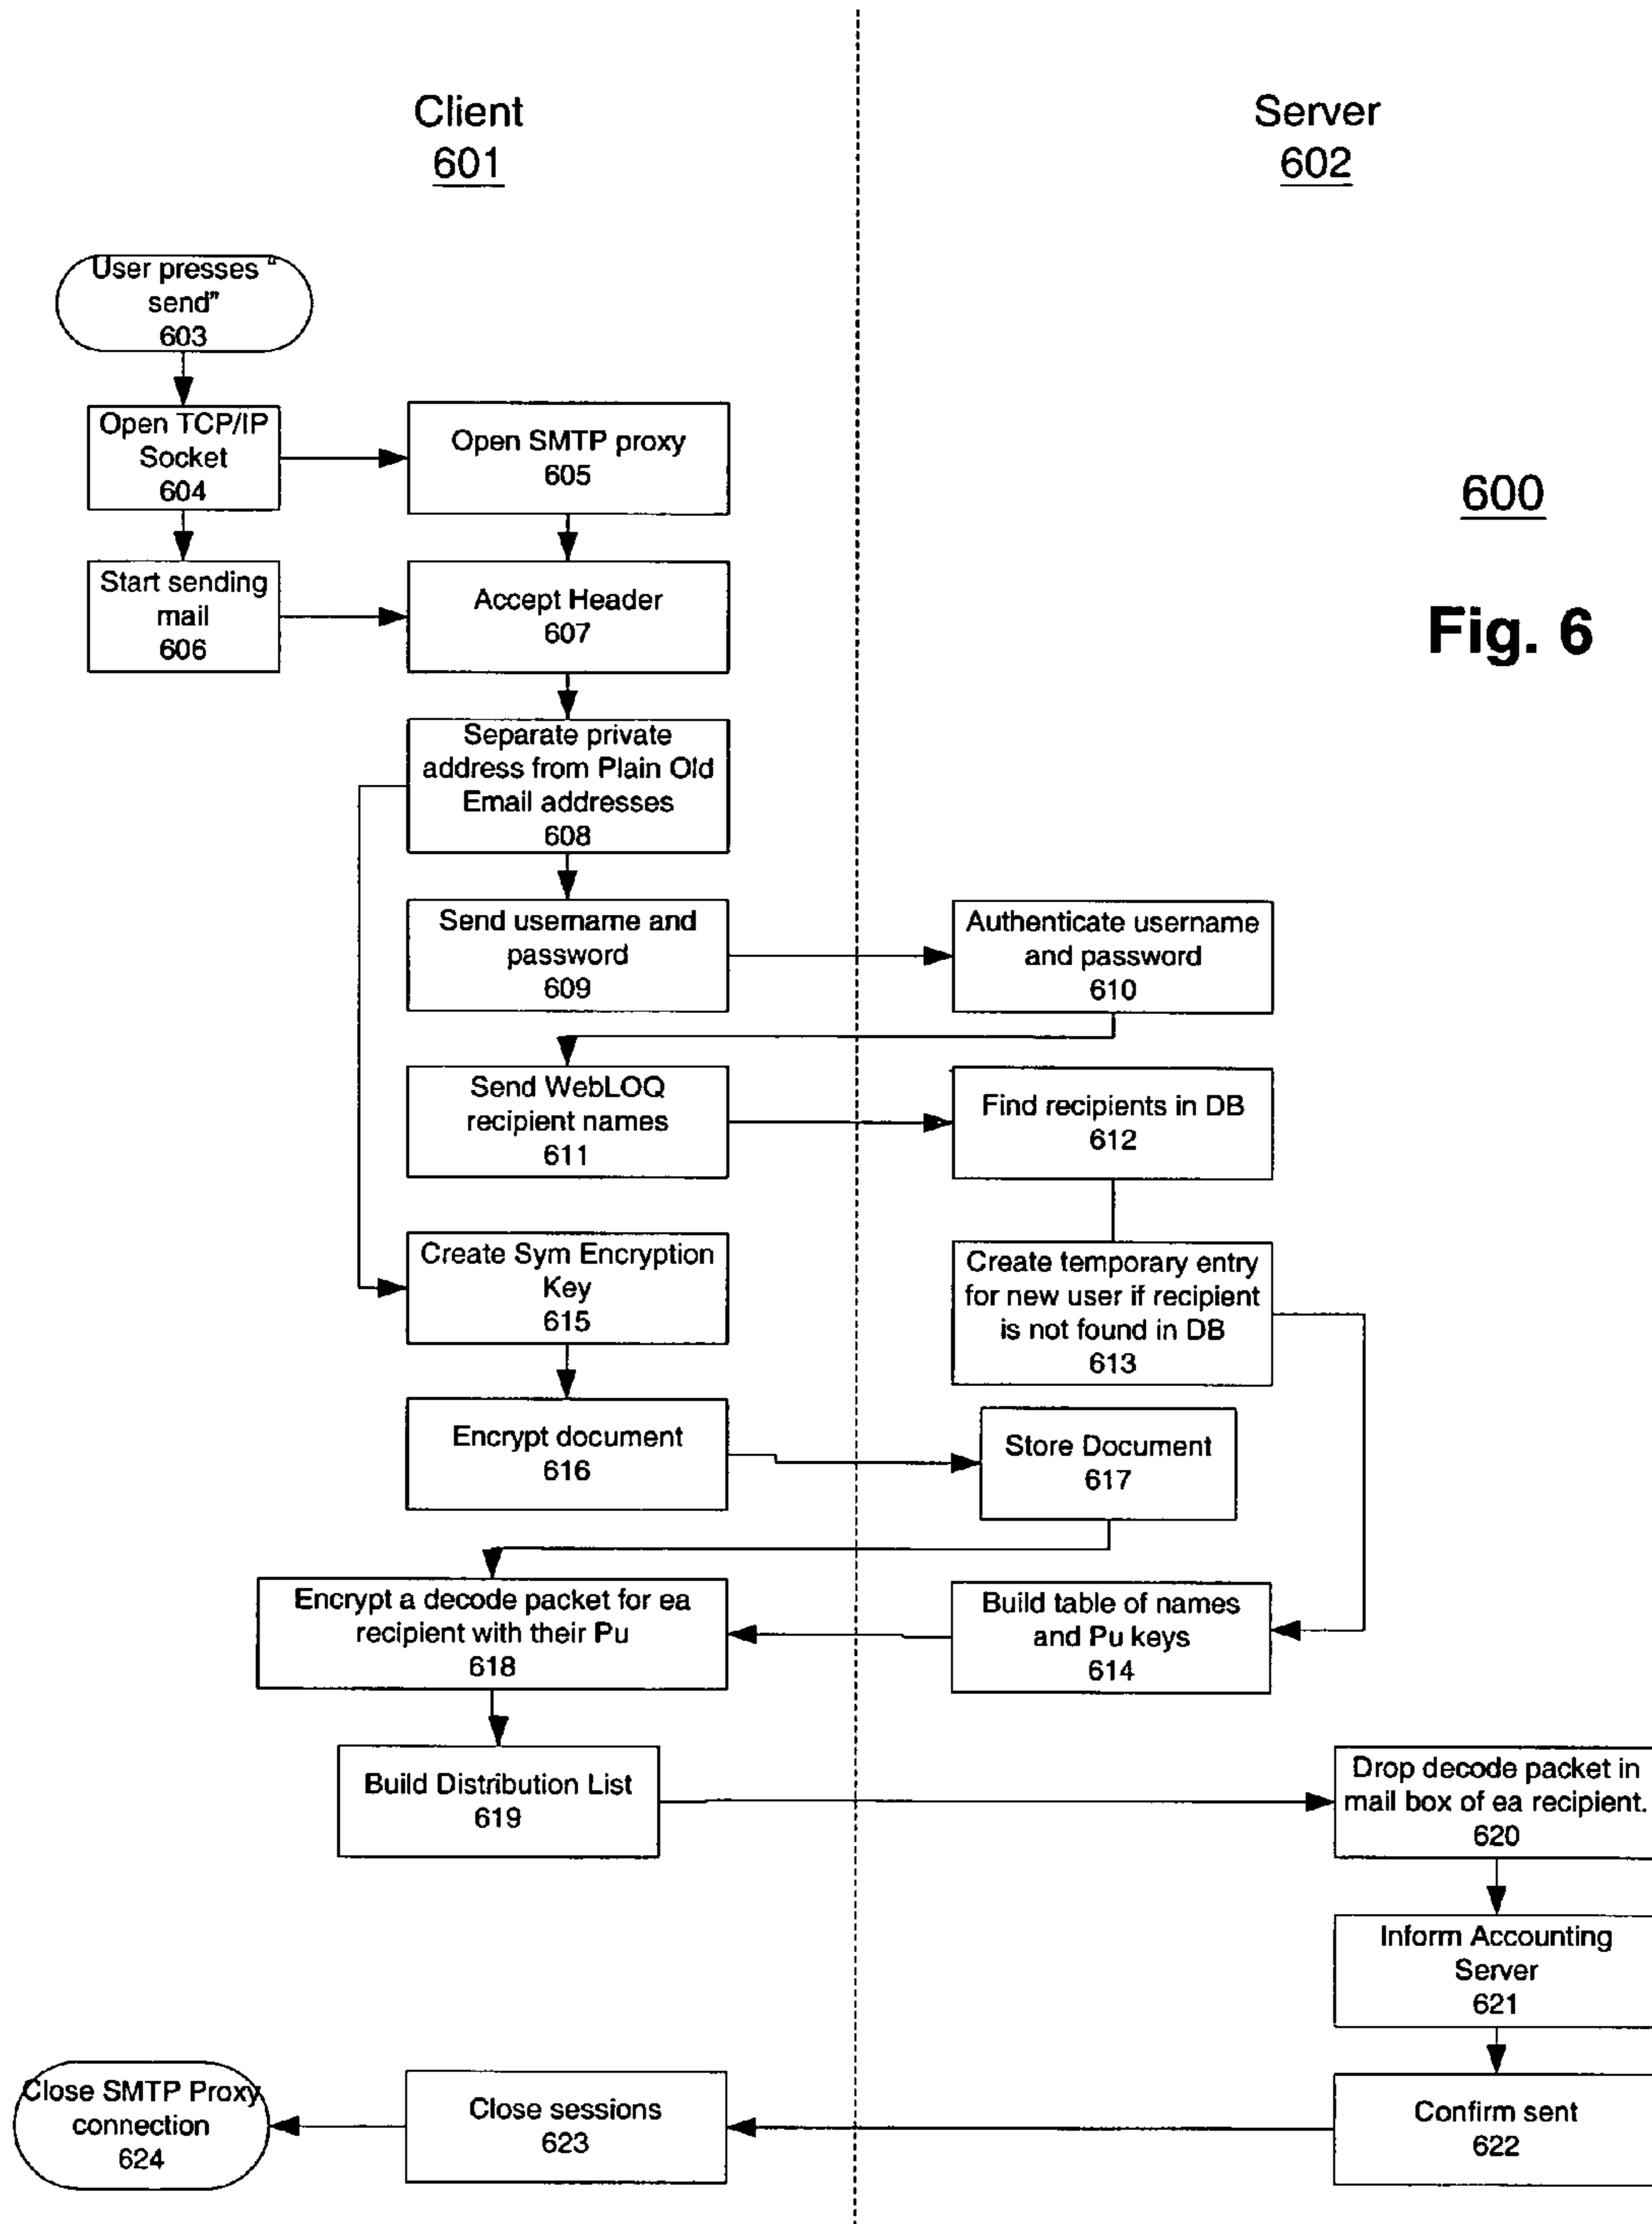 Client
601
Server
602
User presses "
send"
603
Open TCP/IP
Socket
604
Open SMTP proxy
605
600
Fig. 6
Start sending
mail
606
Accept Header
607
Separate private
address from Plain Old
Email addresses
608
Send username and
password
609
Authenticate username
and password
610
Send WebLOQ
recipient names
611
Find recipients in DB
612
Create temporary entry
for new user if recipient
is not found in DB
613
Create Sym Encryption
Key
615
Encrypt document
616
Store Document
617
Encrypt a decode packet for ea
recipient with their Pu
618
Build table of names
and Pu keys
614
Build Distribution List
619
Drop decode packet in
mail box of ea recipient.
620
Inform Accounting
Server
621
Confirm sent
622
Close sessions
623
Close SMTP Proxy
connection
624